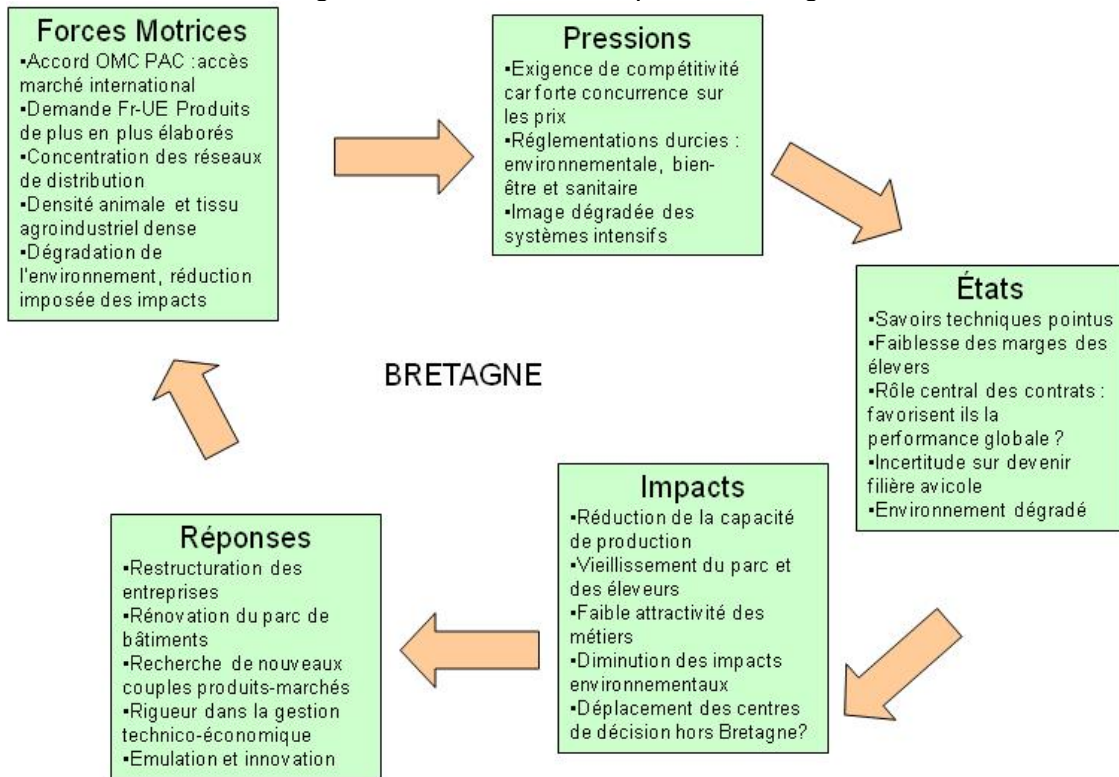 Forces Motrices
▪Accord OMC PAC :accès
marché international
▪Demande Fr-UE Produits
de plus en plus élaborés
▪Concentration des réseaux
de distribution
▪Densité animale et tissu
agroindustriel dense
▪Dégradation de
l'environnement, réduction
imposée des impacts
Pressions
▪Exigence de compétitivité
car forte concurrence sur
les prix
▪Réglementations durcies :
environnementale, bien-
être et sanitaire
▪Image dégradée des
systèmes intensifs
États
▪Savoirs techniques pointus
▪Faiblesse des marges des
élevers
▪Rôle central des contrats :
favorisent ils la
performance globale ?
▪Incertitude sur devenir
filière avicole
▪Environnement dégradé
BRETAGNE
Impacts
▪Réduction de la capacité
de production
▪Vieillissement du parc et
des éleveurs
▪Faible attractivité des
métiers
▪Diminution des impacts
environnementaux
▪Déplacement des centres
de décision hors Bretagne?
Réponses
▪Restructuration des
entreprises
▪Rénovation du parc de
bâtiments
▪Recherche de nouveaux
couples produits-marchés
▪Rigueur dans la gestion
technico-économique
▪Emulation et innovation